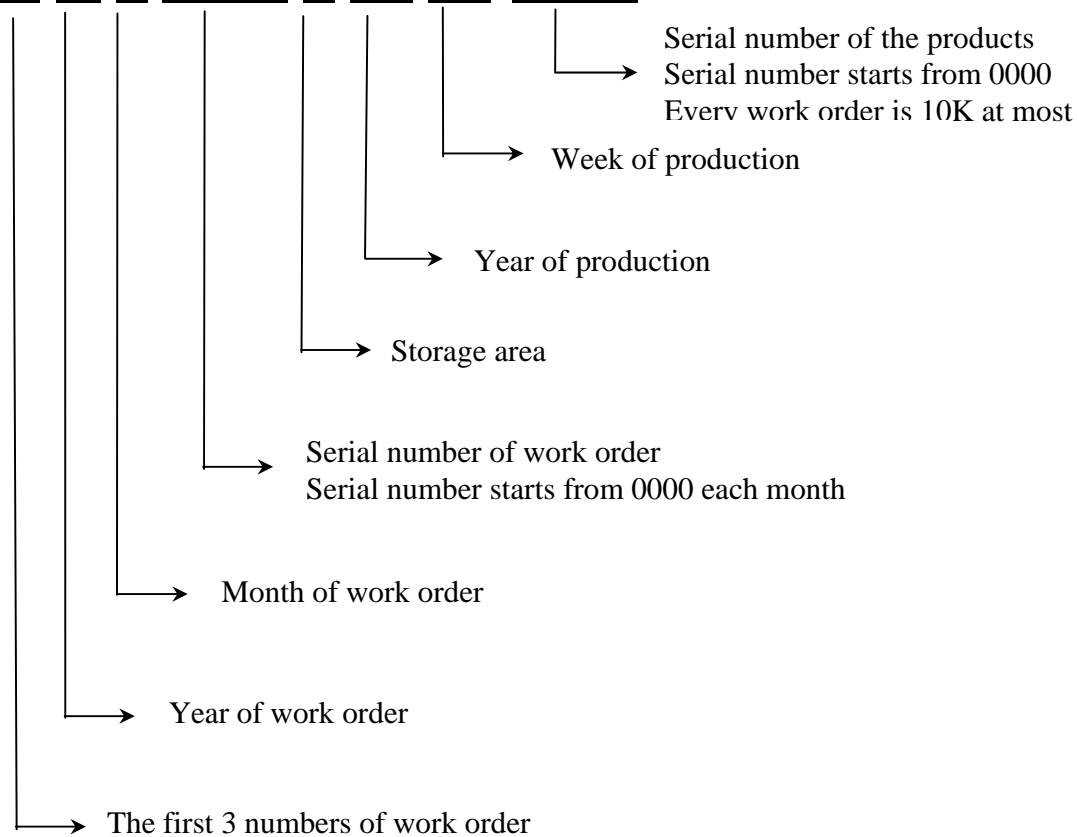 Serial number of the products
Serial number starts from 0000
Every work order is 10K at most
Week of production
Year of production
Storage area
Serial number of work order
Serial number starts from 0000 each month
Month of work order
Year of work order
The first 3 numbers of work order